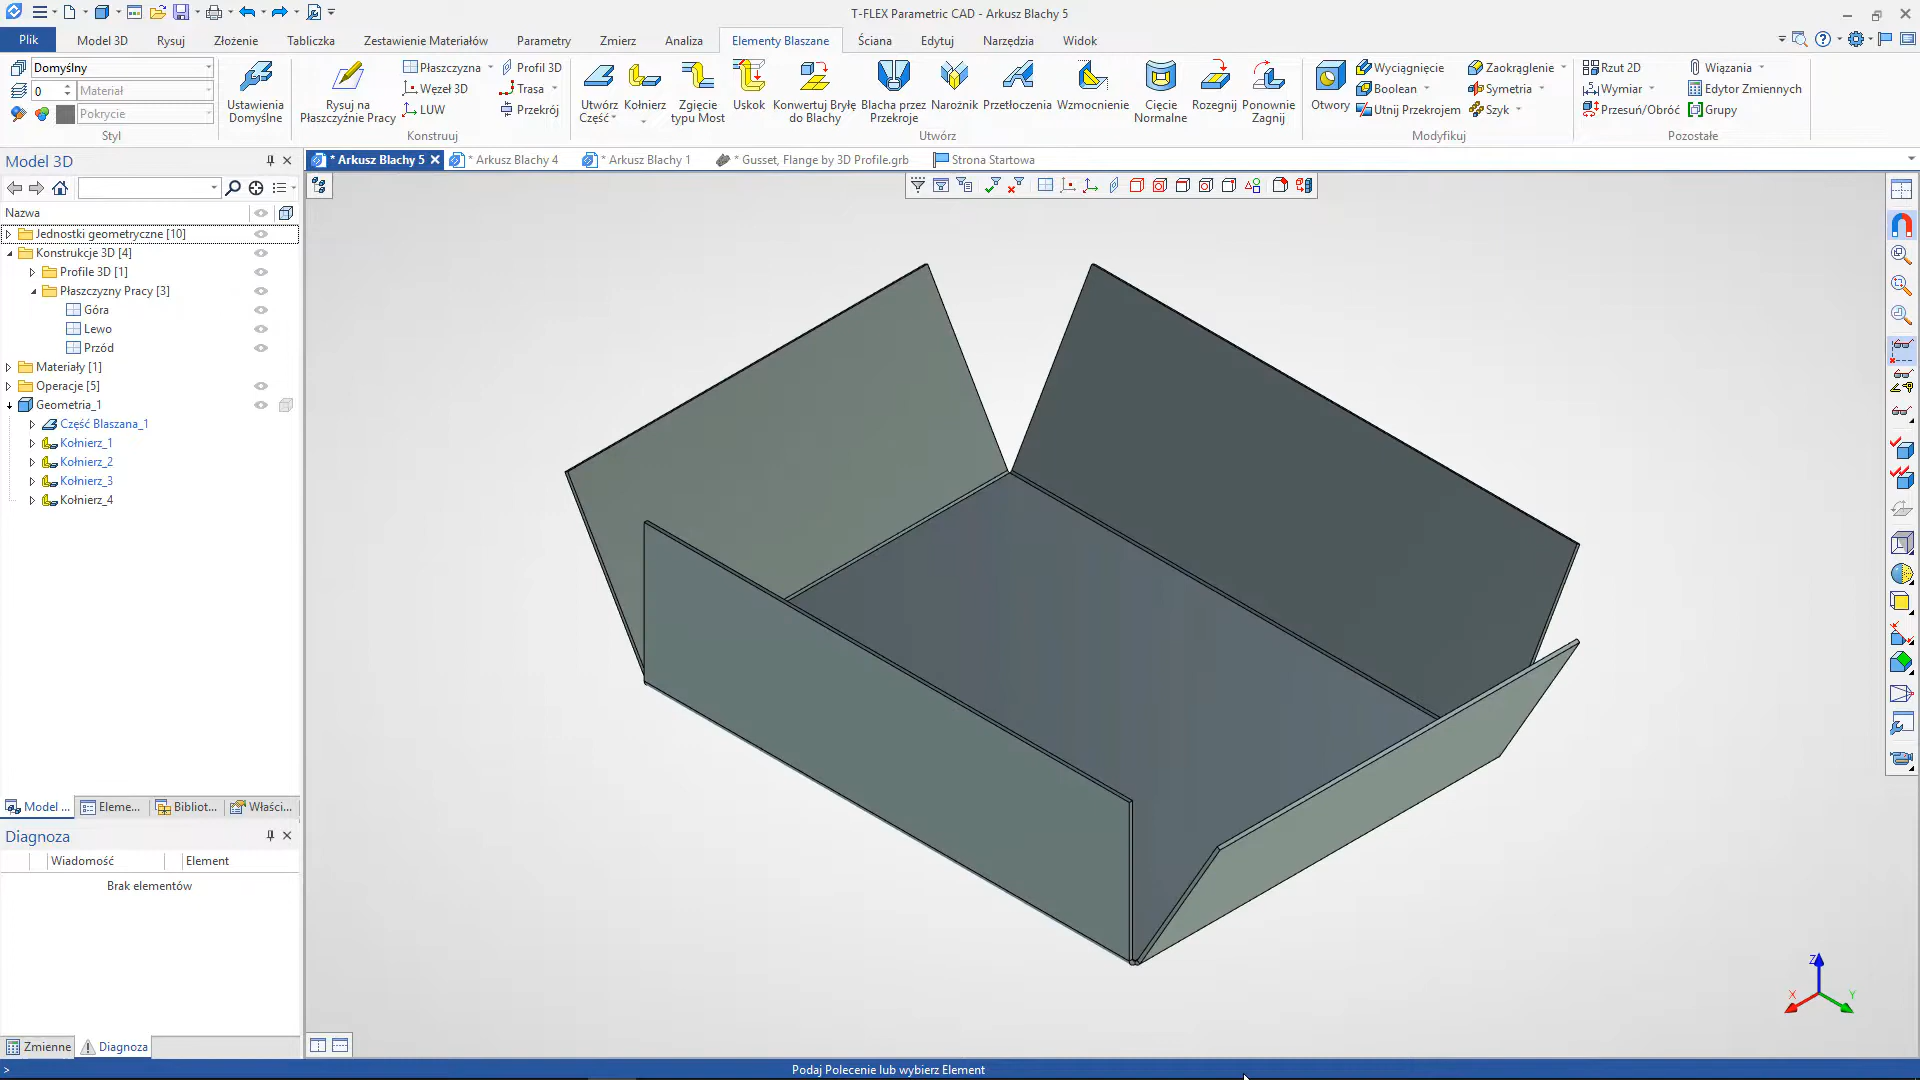 T-FLEX Parametric CAD - Arkusz Blachy 5
Plik
Model 3D
Rysuj
Złożenie
Tabliczka
Zestawienie Materiałów
Parametry
Zmierz
Analiza
Elementy Blaszane
Ściana
Edytuj
Narzędzia
Widok
Domyślny
0
Materiał
Pokrycie
Styl
Ustawienia
Domyślne
Rysuj na
Płaszczyźnie Pracy
Płaszczyzna
Węzeł 3D
LUW
Profil 3D
Trasa
Przekrój
Konstruuj
Utwórz
Część
Kołnierz
Zgięcie
typu Most
Uskok
Konwertuj Bryłę
do Blachy
Blacha przez
Przekroje
Narożnik
Przetłoczenia
Wzmocnienie
Cięcie
Normalne
Rozegnij
Ponownie
Zagnij
Utwórz
Otwory
Wyciągnięcie
Boolean
Utnij Przekrojem
Zaokrąglenie
Symetria
Szyk
Modyfikuj
Rzut 2D
Wymiar
Przesuń/Obróć
Wiązania
Edytor Zmiennych
Grupy
Pozostałe
Model 3D
* Arkusz Blachy 5
* Arkusz Blachy 4
* Arkusz Blachy 1
* Gusset, Flange by 3D Profile.grb
Strona Startowa
Nazwa
Jednostki geometryczne [10]
Konstrukcje 3D [4]
Profile 3D [1]
Płaszczyzny Pracy [3]
Góra
Lewo
Przód
Materiały [1]
Operacje [5]
Geometria_1
Część Blaszana_1
Kołnierz_1
Kołnierz_2
Kołnierz_3
Kołnierz_4
Model ...
Eleme...
Bibliot...
Właści...
Diagnoza
Wiadomość
Element
Brak elementów
Zmienne
Diagnoza
Z
X
Y
>
Podaj Polecenie lub wybierz Element